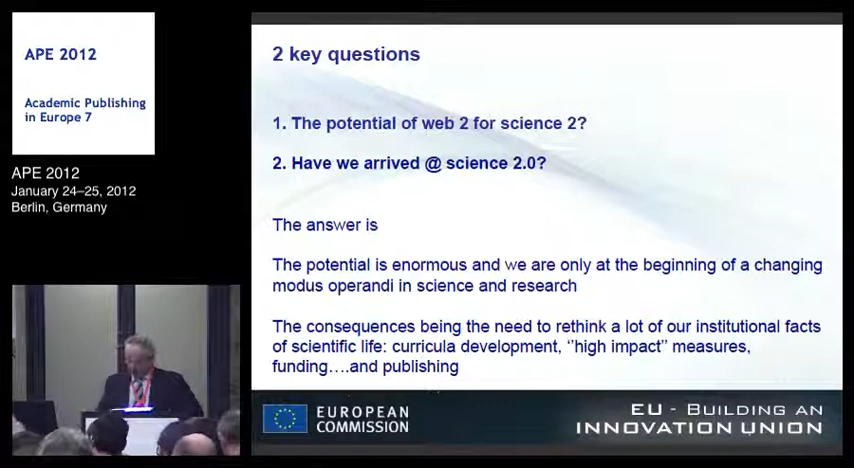 APE 2012
Academic Publishing
in Europe 7
APE 2012
January 24–25, 2012
Berlin, Germany
2 key questions
1. The potential of web 2 for science 2?
2. Have we arrived @ science 2.0?
The answer is
The potential is enormous and we are only at the beginning of a changing
modus operandi in science and research
The consequences being the need to rethink a lot of our institutional facts
of scientific life: curricula development, “high impact” measures,
funding….and publishing
EUROPEAN
COMMISSION
EU - BUILDING AN
INNOVATION UNION